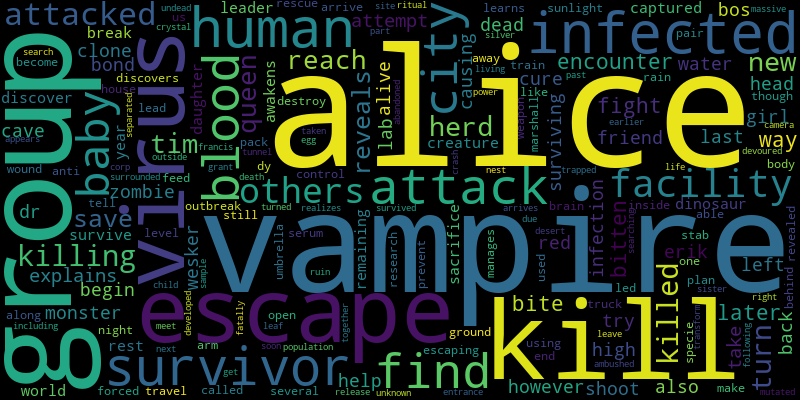 attacked
undead
us
leader
rescue
arrive
site
ritual
learns
sunlight
captured
bos
massive
break
crystal
human
attempt
dead
pair
infected
search
become
clone
bond
reach
part
silver
away
causing
city
encounter
water
new
discovers
discover
house
daughter
queen
awakens
reveals
labalive
living
train
cure
rain
head
power
like
past
though
group
virus
blood
alice
destroy
abandoned
weapon
marshall
surviving
fight
girl
earlier
camera
cave
year
separated
lead
tim
francis
taken
egg
herd
friend
last
way
appears
baby
outside
pack
tunnel
creature
devoured
wound
anti
corp
surrounded
feed
grant
control
dy
crash
nest
trapped
life
body
dr
tell
zombie
death
others
attack
facility
save
outbreak
turned
realizes
survived
arrives
due
brain
inside
dinosaur
survive
level
still
vampire
desert
infection
bitten
searching
able
revealed
killing
worker
umbrella
serum
remaining
research
prevent
sacrifice
manages
red
erik
stab
left
explains
sample
used
one
behind
begin
child
ruin
specie
plan
sister
monster
developed
escape
kill
killed
led
bite
truck
try
later
right
along
night
meet
fatally
open
together
ground
using
high
leave
transform
take
turn
following
back
including
rest
arm
leaf
escaping
end
ambushed
world
next
survivor
get
soon
population
help
find
however
shoot
also
make
forced
travel
called
several
release
unknown
entrance
mutated